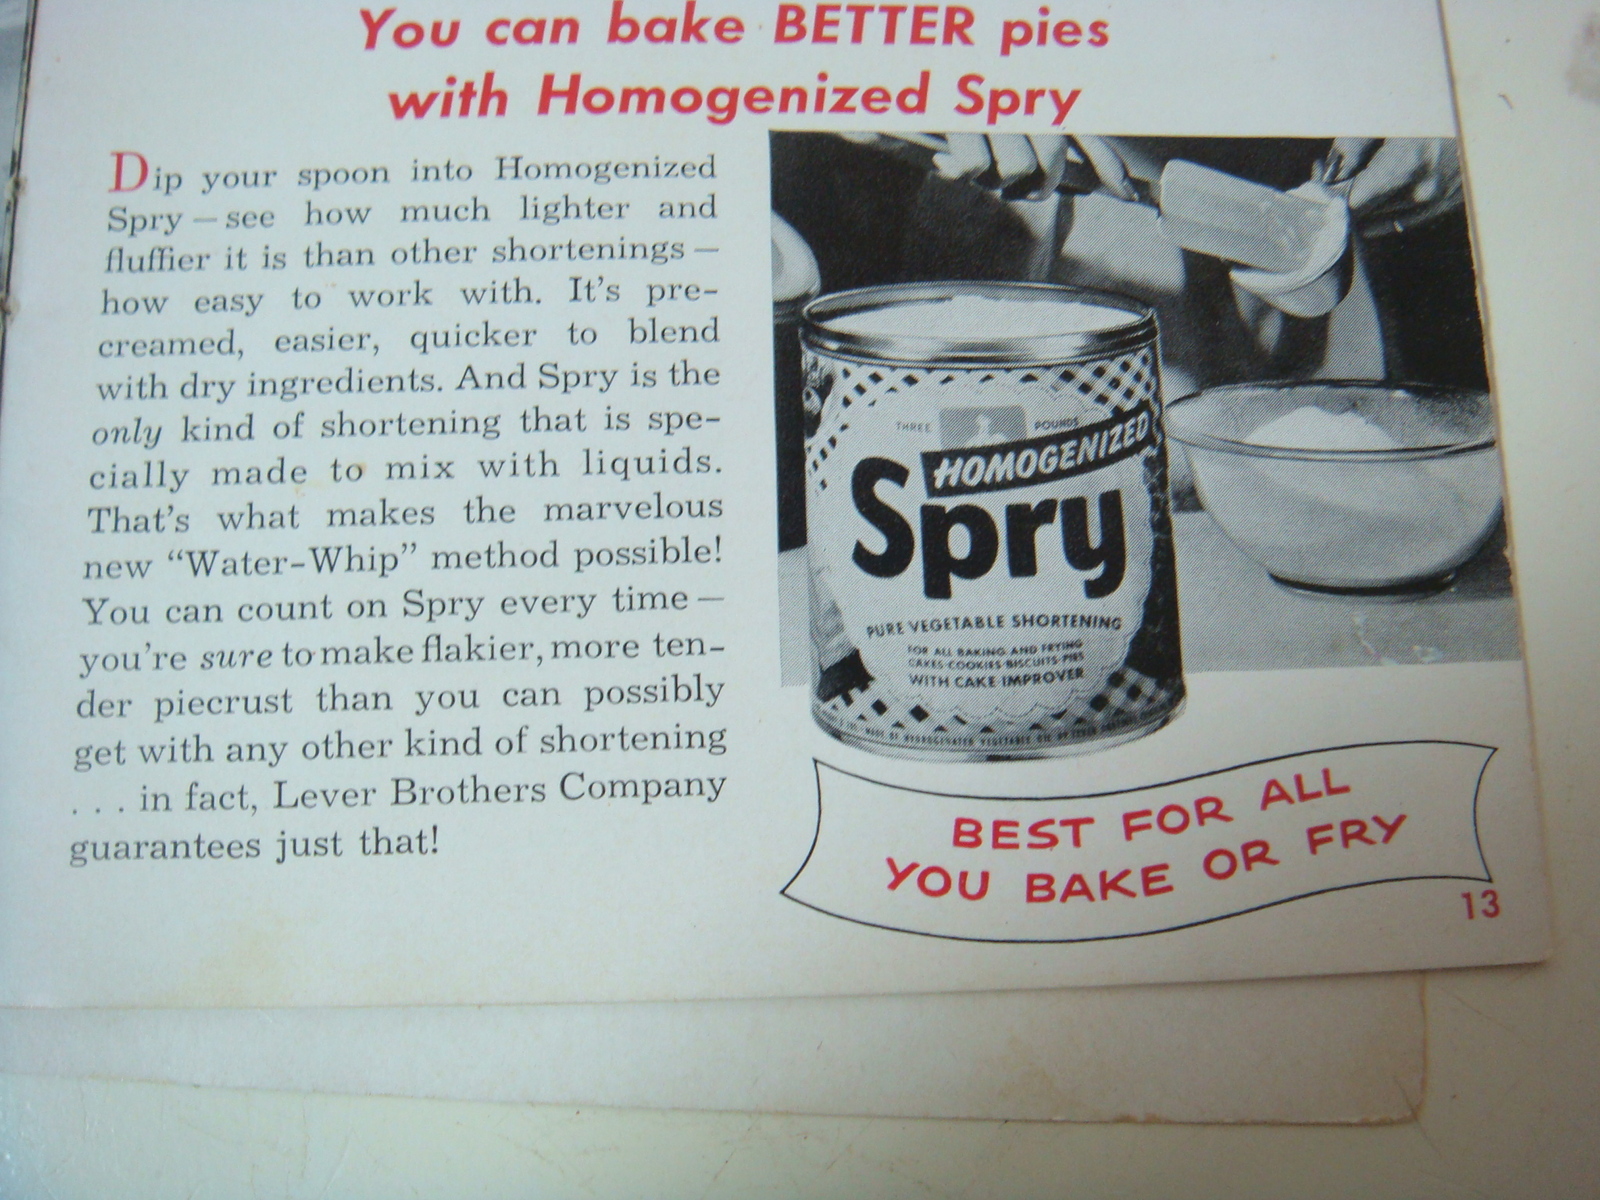 You can bake BETTER pies
with Homogenized Spry
Dip your spoon into Homogenized
Spry — see how much lighter and
fluffier it is than other shortenings —
how easy to work with. It's pre-
creamed, easier, quicker to blend
with dry ingredients. And Spry is the
only kind of shortening that is spe-
cially made to mix with liquids.
That's what makes the marvelous
new “Water-Whip” method possible!
You can count on Spry every time —
you're sure to make flakier, more ten-
der piecrust than you can possibly
get with any other kind of shortening
. . . in fact, Lever Brothers Company
guarantees just that!
THREE POUNDS
HOMOGENIZED
Spry
PURE VEGETABLE SHORTENING
FOR ALL BAKING AND FRYING
CAKES·COOKIES·BISCUITS·PIES
WITH CAKE IMPROVER
BEST FOR ALL
YOU BAKE OR FRY
13